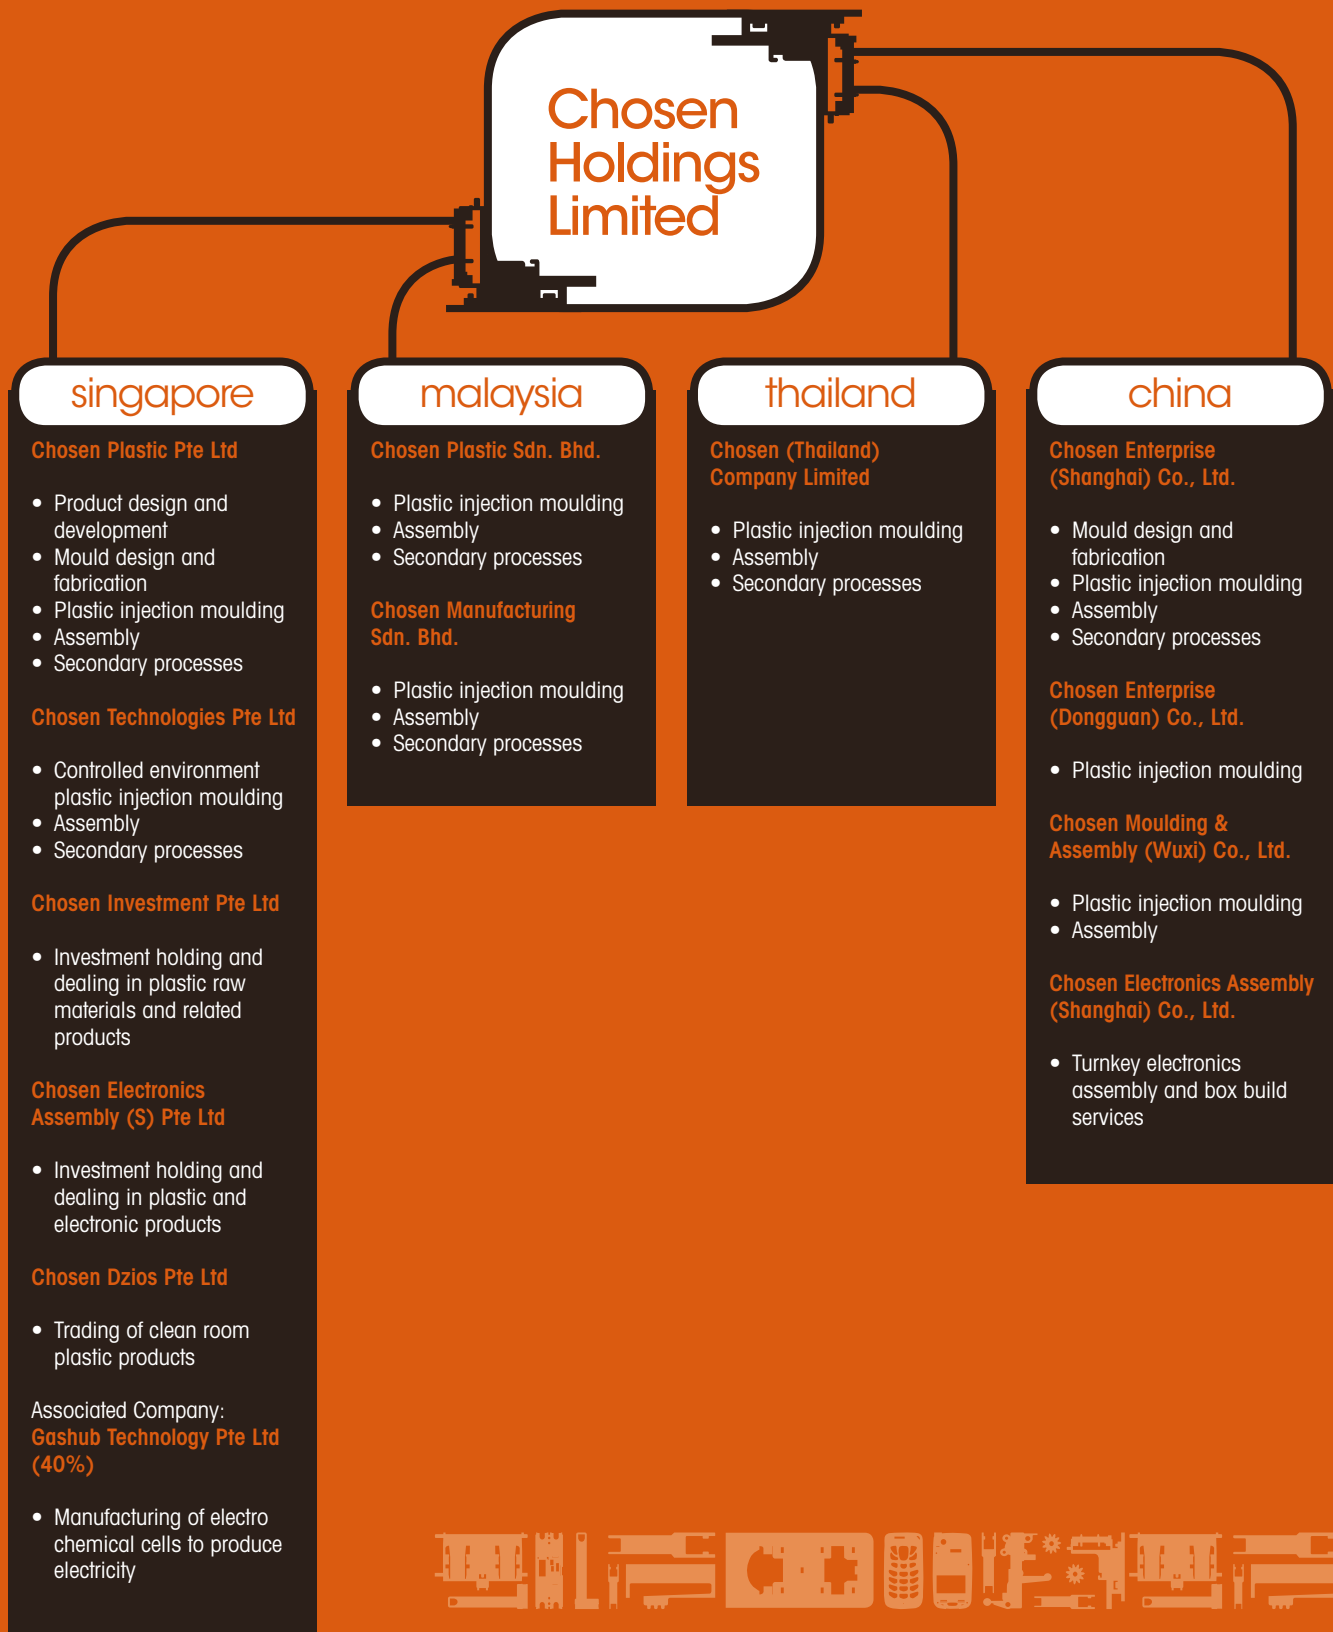 Chosen
Holdings
Limited
singapore
Chosen Plastic Pte Ltd
• Product design and
development
• Mould design and
fabrication
• Plastic injection moulding
• Assembly
• Secondary processes
Chosen Technologies Pte Ltd
• Controlled environment
plastic injection moulding
• Assembly
• Secondary processes
Chosen Investment Pte Ltd
• Investment holding and
dealing in plastic raw
materials and related
products
Chosen Electronics
Assembly (S) Pte Ltd
• Investment holding and
dealing in plastic and
electronic products
Chosen Dzios Pte Ltd
• Trading of clean room
plastic products
Associated Company:
Gashub Technology Pte Ltd
(40%)
• Manufacturing of electro
chemical cells to produce
electricity
malaysia
Chosen Plastic Sdn. Bhd.
• Plastic injection moulding
• Assembly
• Secondary processes
Chosen Manufacturing
Sdn. Bhd.
• Plastic injection moulding
• Assembly
• Secondary processes
thailand
Chosen (Thailand)
Company Limited
• Plastic injection moulding
• Assembly
• Secondary processes
china
Chosen Enterprise
(Shanghai) Co., Ltd.
• Mould design and
fabrication
• Plastic injection moulding
• Assembly
• Secondary processes
Chosen Enterprise
(Dongguan) Co., Ltd.
• Plastic injection moulding
Chosen Moulding &
Assembly (Wuxi) Co., Ltd.
• Plastic injection moulding
• Assembly
Chosen Electronics Assembly
(Shanghai) Co., Ltd.
• Turnkey electronics
assembly and box build
services